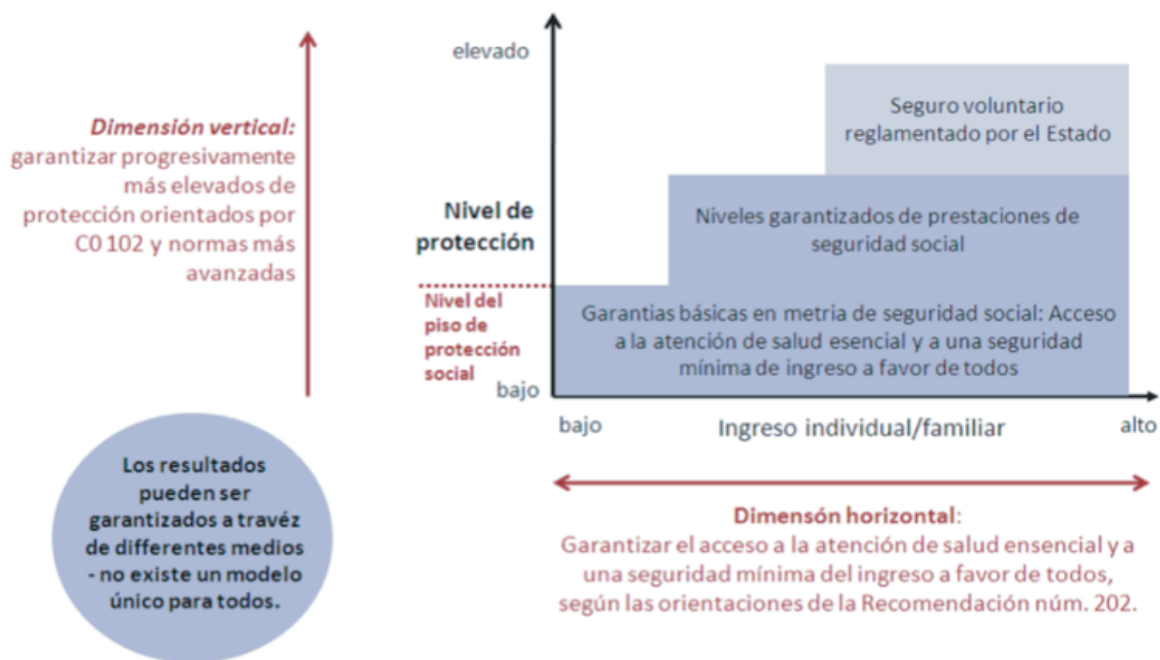 Dimensión vertical:
garantizar progresivamente
más elevados de
protección orientados por
C0 102 y normas más
avanzadas
elevado
Nivel de
protección
Nivel del
piso de
protección
social
bajo
Seguro voluntario
reglamentado por el Estado
Niveles garantizados de prestaciones de
seguridad social
Garantias básicas en metria de seguridad social: Acceso
a la atención de salud esencial y a una seguridad
mínima de ingreso a favor de todos
bajo
Ingreso individual/familiar
alto
Los resultados
pueden ser
garantizados a travéz
de differentes medios
- no existe un modelo
único para todos.
Dimensón horizontal:
Garantizar el acceso a la atención de salud ensencial y a
una seguridad mínima del ingreso a favor de todos,
según las orientaciones de la Recomendación núm. 202.